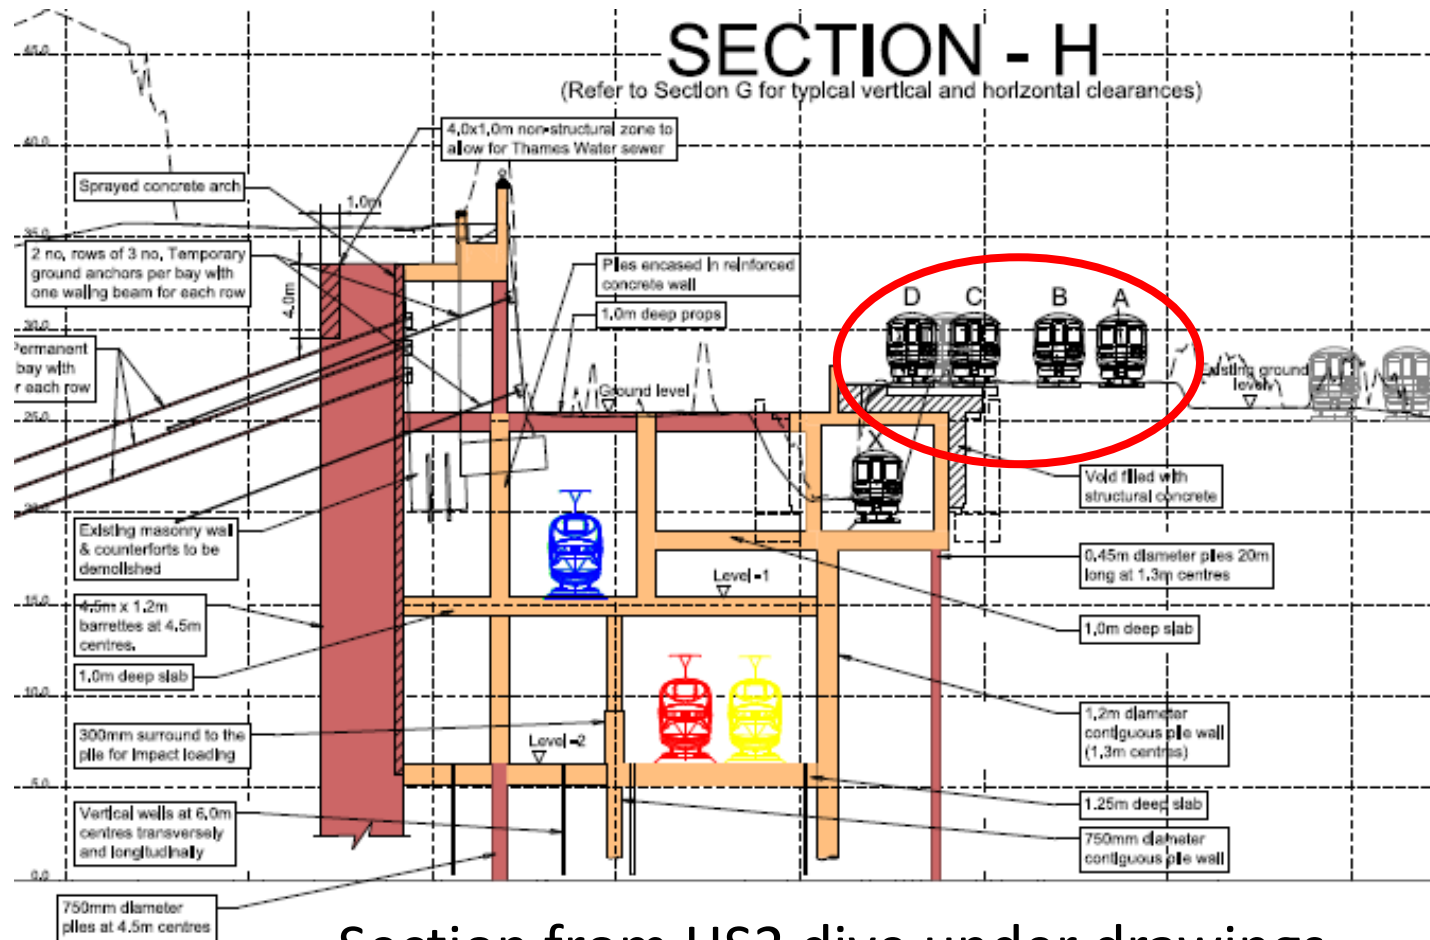 SECTION - H
(Refer to Section G for typical vertical and horizontal clearances)
45.0
4.0x1.0m non-structural zone to
allow for Thames Water sewer
40.0
Sprayed concrete arch
1.0m
35.0
2 no. rows of 3 no. Temporary
ground anchors per bay with
one waling beam for each row
4.0m
30.0
Piles encased in reinforced
concrete wall
1.0m deep props
D C B A
Permanent
bay with
r each row
Existing ground
level
Ground level
25.0
X
Void filled with
structural concrete
Existing masonry wall
& counterforts to be
demolished
0.45m diameter piles 20m
long at 1.3m centres
Level -1
15.0
4.5m x 1.2m
barrettes at 4.5m
centres.
1.0m deep slab
1.0m deep slab
10.0
300mm surround to the
pile for impact loading
Level -2
1.2m diameter
contiguous pile wall
(1.3m centres)
5.0
1.25m deep slab
Vertical wells at 6.0m
centres transversely
and longitudinally
750mm diameter
contiguous pile wall
0.0
750mm diameter
piles at 4.5m centres
Section from HS2 dive under drawings